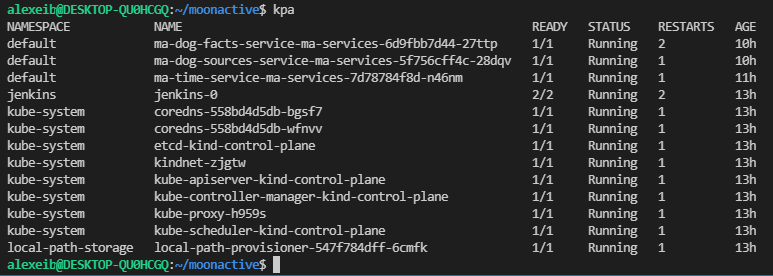 alexeib@DESKTOP-QU0HCGQ:~/moonactive$ kpa
NAMESPACE NAME READY STATUS RESTARTS AGE
default ma-dog-facts-service-ma-services-6d9fbb7d44-27ttp 1/1 Running 2 10h
default ma-dog-sources-service-ma-services-5f756cff4c-28dqv 1/1 Running 1 10h
default ma-time-service-ma-services-7d78784f8d-n46nm 1/1 Running 1 11h
jenkins jenkins-0 2/2 Running 2 13h
kube-system coredns-558bd4d5db-bgsf7 1/1 Running 1 13h
kube-system coredns-558bd4d5db-wfnvv 1/1 Running 1 13h
kube-system etcd-kind-control-plane 1/1 Running 1 13h
kube-system kindnet-zjgtw 1/1 Running 1 13h
kube-system kube-apiserver-kind-control-plane 1/1 Running 1 13h
kube-system kube-controller-manager-kind-control-plane 1/1 Running 1 13h
kube-system kube-proxy-h959s 1/1 Running 1 13h
kube-system kube-scheduler-kind-control-plane 1/1 Running 1 13h
local-path-storage local-path-provisioner-547f784dff-6cmfk 1/1 Running 1 13h
alexeib@DESKTOP-QU0HCGQ:~/moonactive$